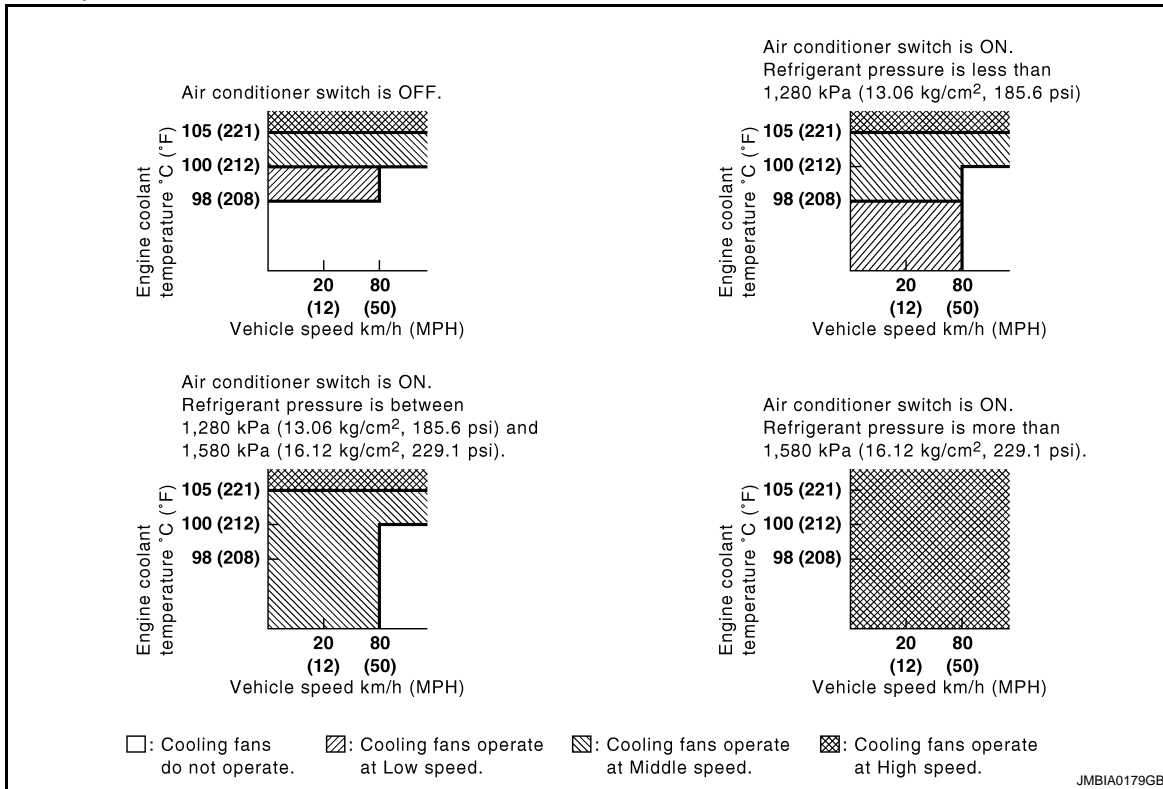 Air conditioner switch is OFF.
Engine coolant
temperature ˚C (˚F)
105 (221)
100 (212)
98 (208)
20
(12)
80
(50)
Vehicle speed km/h (MPH)
Air conditioner switch is ON.
Refrigerant pressure is less than
1,280 kPa (13.06 kg/cm², 185.6 psi)
Engine coolant
temperature ˚C (˚F)
105 (221)
100 (212)
98 (208)
20
(12)
80
(50)
Vehicle speed km/h (MPH)
Air conditioner switch is ON.
Refrigerant pressure is between
1,280 kPa (13.06 kg/cm², 185.6 psi) and
1,580 kPa (16.12 kg/cm², 229.1 psi).
Engine coolant
temperature ˚C (˚F)
105 (221)
100 (212)
98 (208)
20
(12)
80
(50)
Vehicle speed km/h (MPH)
Air conditioner switch is ON.
Refrigerant pressure is more than
1,580 kPa (16.12 kg/cm², 229.1 psi).
Engine coolant
temperature ˚C (˚F)
105 (221)
100 (212)
98 (208)
20
(12)
80
(50)
Vehicle speed km/h (MPH)
: Cooling fans
do not operate.
: Cooling fans operate
at Low speed.
: Cooling fans operate
at Middle speed.
: Cooling fans operate
at High speed.
JMBIA0179GB